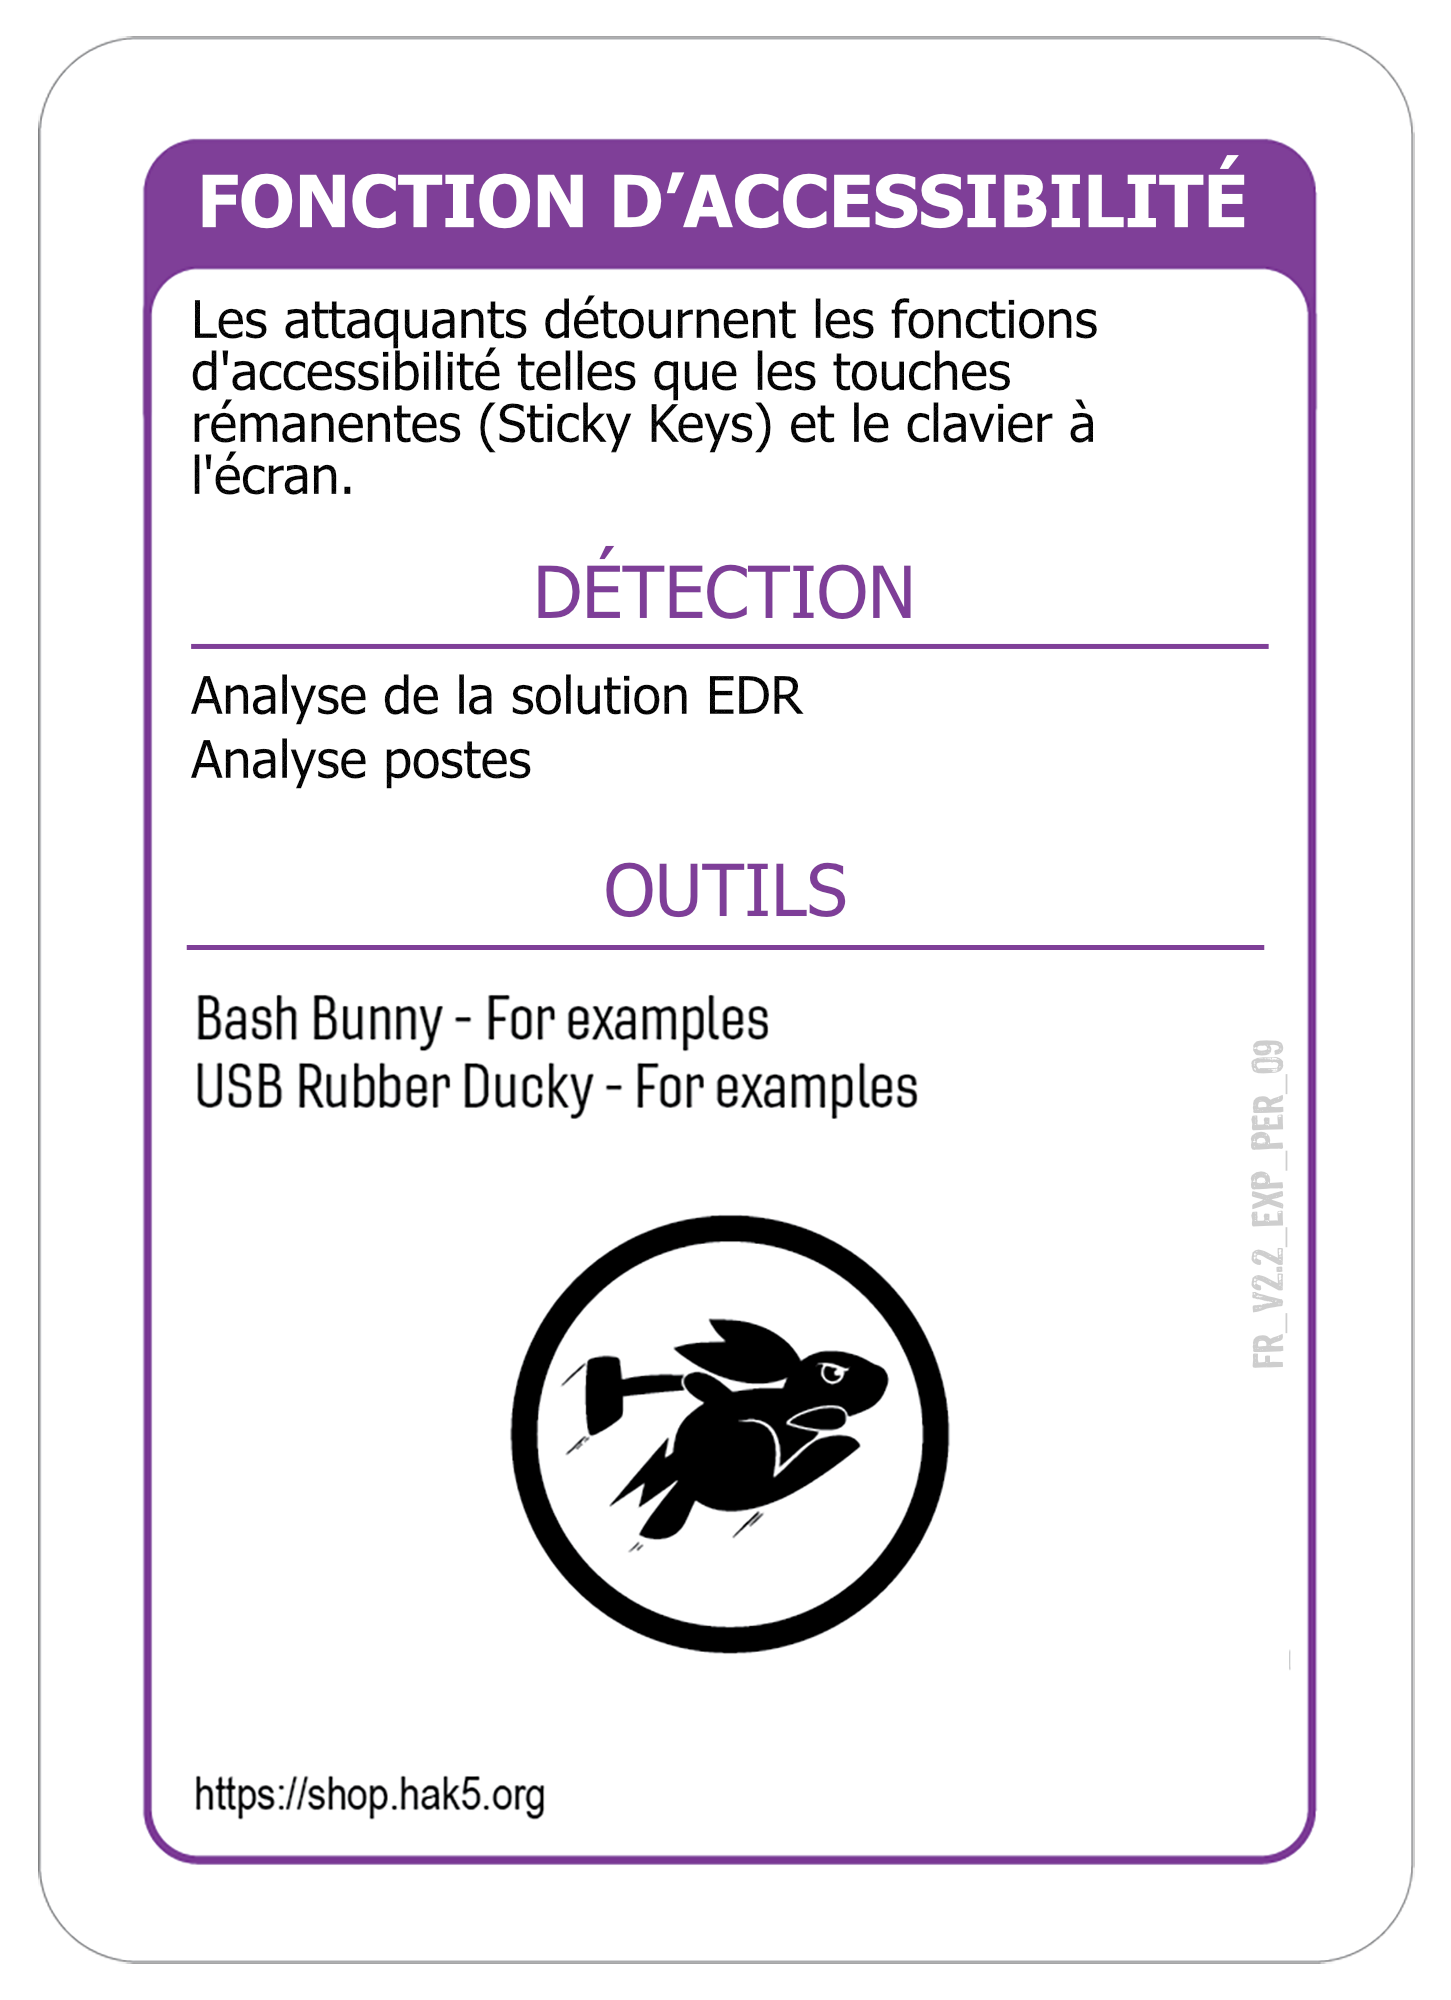 FONCTION D’ACCESSIBILITÉ
Les attaquants détournent les fonctions
d'accessibilité telles que les touches
rémanentes (Sticky Keys) et le clavier à
l'écran.
DÉTECTION
Analyse de la solution EDR
Analyse postes
OUTILS
Bash Bunny - For examples
USB Rubber Ducky - For examples
FR_V2.2_EXP_PER_09
https://shop.hak5.org